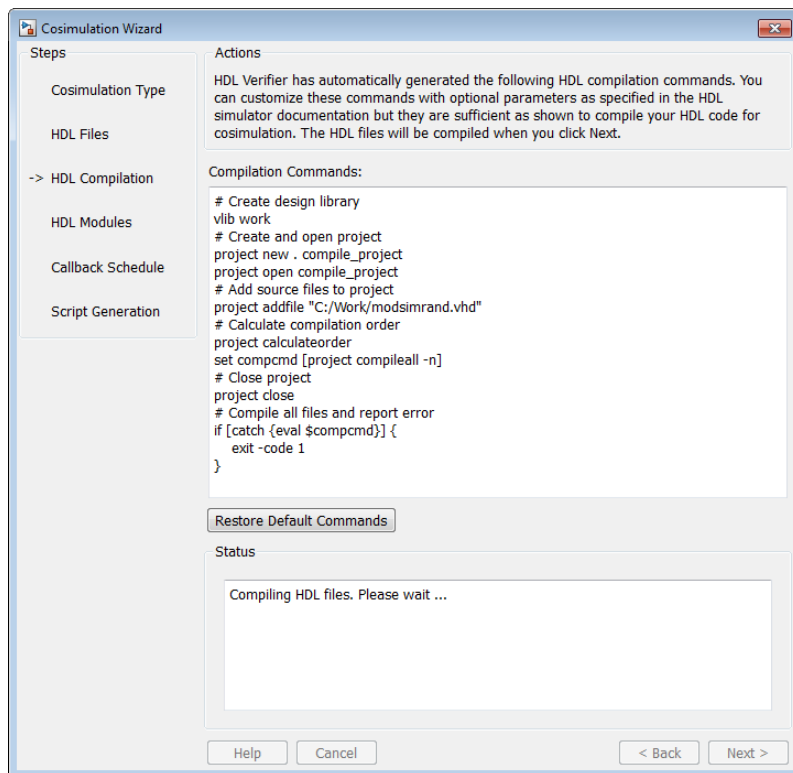 Cosimulation Wizard
Steps
Cosimulation Type
HDL Files
-> HDL Compilation
HDL Modules
Callback Schedule
Script Generation
Actions
HDL Verifier has automatically generated the following HDL compilation commands. You
can customize these commands with optional parameters as specified in the HDL
simulator documentation but they are sufficient as shown to compile your HDL code for
cosimulation. The HDL files will be compiled when you click Next.
Compilation Commands:
# Create design library
vlib work
# Create and open project
project new . compile_project
project open compile_project
# Add source files to project
project addfile "C:/Work/modsimrand.vhd"
# Calculate compilation order
project calculateorder
set compcmd [project compileall -n]
# Close project
project close
# Compile all files and report error
if [catch {eval $compcmd}] {
exit -code 1
}
Restore Default Commands
Status
Compiling HDL files. Please wait ...
Help Cancel < Back Next >